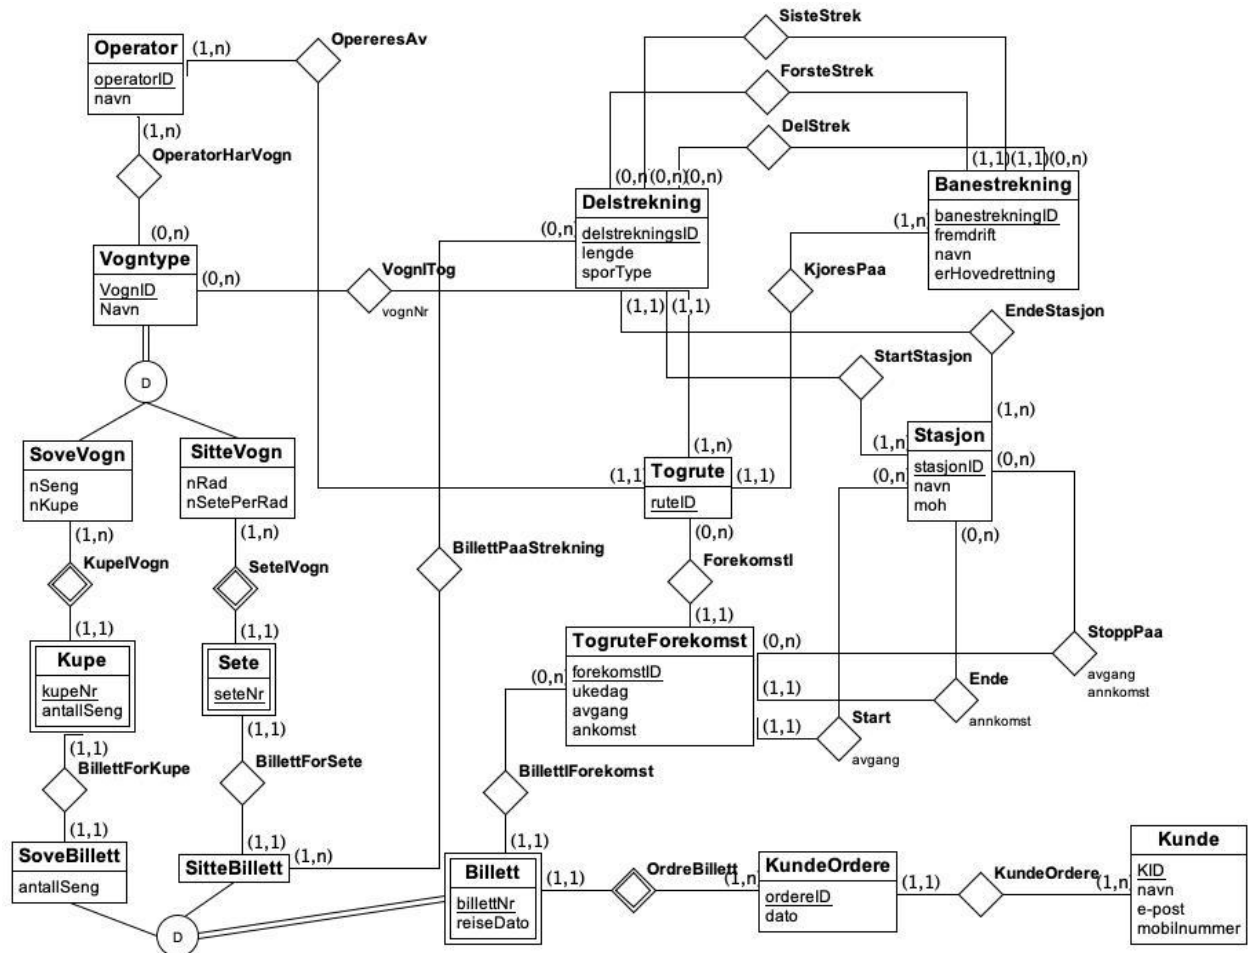 SisteStrek
Operator
(1,n)
OpereresAv
operatorID
navn
ForsteStrek
(1,n)
OperatorHarVogn
DelStrek
(0,n)(0,n)(0,n)
(1,1)(1,1)(0,n)
Delstrekning
delstrekningsID
lengde
sporType
Banestrekning
banestrekningID
fremdrift
navn
erHovedrettning
(0,n)
(0,n)
(1,n)
Vogntype
VognID
Navn
(0,n)
VognITog
vognNr
KjoresPaa
(1,1)
(1,1)
EndeStasjon
StartStasjon
D
(1,n)
SoveVogn
nSeng
nKupe
SitteVogn
nRad
nSetePerRad
(1,n)
(1,n)
Stasjon
stasjonID
navn
moh
(0,n)
(0,n)
(1,1)
Togrute
ruteID
(1,1)
(1,n)
(1,n)
(0,n)
(0,n)
KupeIVogn
SeteIVogn
BillettPaaStrekning
ForekomstI
(1,1)
(1,1)
(1,1)
Kupe
kupeNr
antallSeng
Sete
seteNr
TogruteForekomst
forekomstID
ukedag
avgang
ankomst
(0,n)
StoppPaa
avgang
annkomst
(0,n)
(1,1)
Ende
annkomst
(1,1)
Start
avgang
(1,1)
(1,1)
BillettForKupe
BillettForSete
BillettIForekomst
(1,1)
(1,1)
(1,n)
(1,1)
SoveBillett
antallSeng
SitteBillett
Billett
billettNr
reiseDato
(1,1)
OrdreBillett
(1,n)
KundeOrdere
ordereID
dato
(1,1)
KundeOrdere
(1,n)
Kunde
KID
navn
e-post
mobilnummer
D